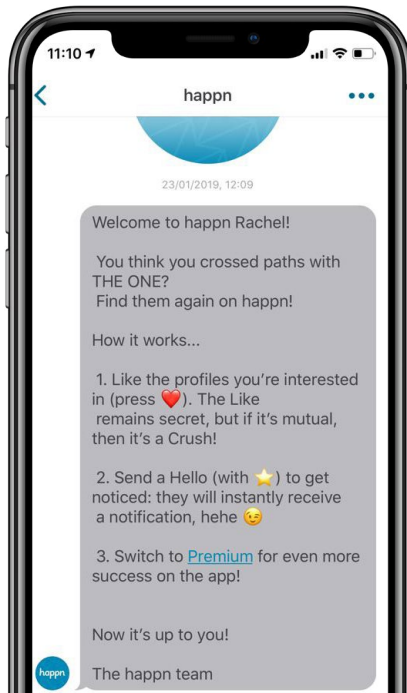 11:10
happn
23/01/2019, 12:09
Welcome to happn Rachel!
You think you crossed paths with
THE ONE?
Find them again on happn!
How it works...
1. Like the profiles you’re interested
in (press ❤️). The Like
remains secret, but if it’s mutual,
then it’s a Crush!
2. Send a Hello (with ⭐) to get
noticed: they will instantly receive
a notification, hehe 😉
3. Switch to Premium for even more
success on the app!
Now it’s up to you!
The happn team
happn